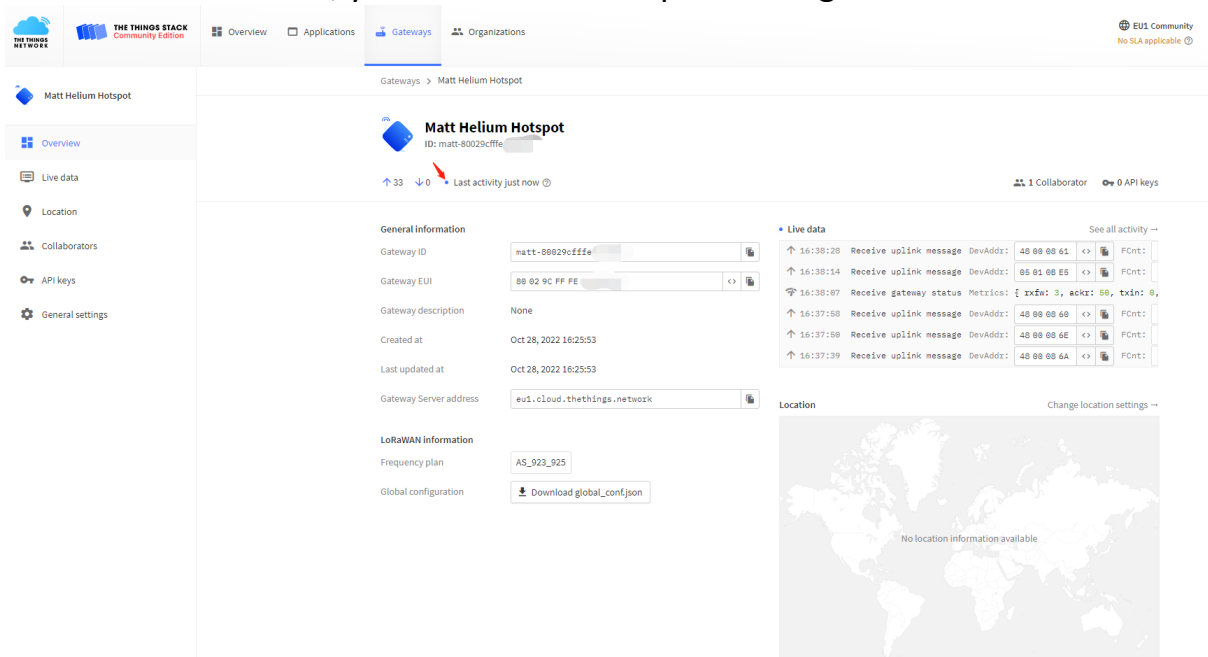 THE THINGS
NETWORK
THE THINGS STACK
Community Edition
Overview
Applications
Gateways
Organizations
EU1 Community
No SLA applicable
Matt Helium Hotspot
Overview
Live data
Location
Collaborators
API keys
General settings
Gateways > Matt Helium Hotspot
Matt Helium Hotspot
ID: matt-80029cfffe
↑ 33 ↓ 0 • Last activity just now
1 Collaborator 0 API keys
General information
Gateway ID matt-80029cfffe
Gateway EUI 80 02 9C FF FE
Gateway description None
Created at Oct 28, 2022 16:25:53
Last updated at Oct 28, 2022 16:25:53
Gateway Server address eu1.cloud.thethings.network
LoRaWAN information
Frequency plan AS_923_925
Global configuration Download global_conf.json
• Live data See all activity →
↑ 16:38:28 Receive uplink message DevAddr: 48 00 08 61 <> FCnt:
↑ 16:38:14 Receive uplink message DevAddr: 05 01 08 E5 <> FCnt:
16:38:07 Receive gateway status Metrics: { rxfw: 3, ackr: 50, txin: 0,
↑ 16:37:58 Receive uplink message DevAddr: 48 00 08 60 <> FCnt:
↑ 16:37:50 Receive uplink message DevAddr: 48 00 08 6E <> FCnt:
↑ 16:37:39 Receive uplink message DevAddr: 48 00 08 6A <> FCnt:
Location Change location settings →
No location information available